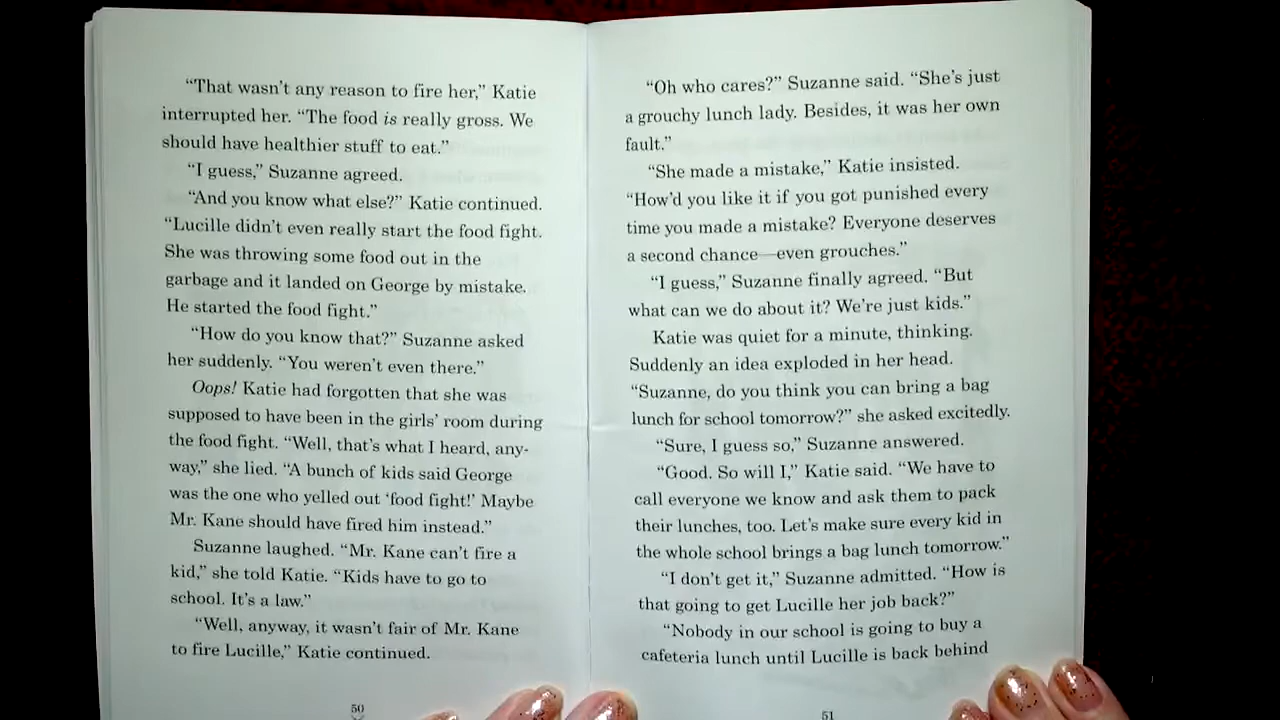 “That wasn’t any reason to fire her,” Katie
interrupted her. “The food is really gross. We
should have healthier stuff to eat.”
“I guess,” Suzanne agreed.
“And you know what else?” Katie continued.
“Lucille didn’t even really start the food fight.
She was throwing some food out in the
garbage and it landed on George by mistake.
He started the food fight.”
“How do you know that?” Suzanne asked
her suddenly. “You weren’t even there.”
Oops! Katie had forgotten that she was
supposed to have been in the girls’ room during
the food fight. “Well, that’s what I heard, any-
way,” she lied. “A bunch of kids said George
was the one who yelled out ‘food fight!’ Maybe
Mr. Kane should have fired him instead.”
Suzanne laughed. “Mr. Kane can’t fire a
kid,” she told Katie. “Kids have to go to
school. It’s a law.”
“Well, anyway, it wasn’t fair of Mr. Kane
to fire Lucille,” Katie continued.
50
“Oh who cares?” Suzanne said. “She’s just
a grouchy lunch lady. Besides, it was her own
fault.”
“She made a mistake,” Katie insisted.
“How’d you like it if you got punished every
time you made a mistake? Everyone deserves
a second chance—even grouches.”
“I guess,” Suzanne finally agreed. “But
what can we do about it? We’re just kids.”
Katie was quiet for a minute, thinking.
Suddenly an idea exploded in her head.
“Suzanne, do you think you can bring a bag
lunch for school tomorrow?” she asked excitedly.
“Sure, I guess so,” Suzanne answered.
“Good. So will I,” Katie said. “We have to
call everyone we know and ask them to pack
their lunches, too. Let’s make sure every kid in
the whole school brings a bag lunch tomorrow.”
“I don’t get it,” Suzanne admitted. “How is
that going to get Lucille her job back?”
“Nobody in our school is going to buy a
cafeteria lunch until Lucille is back behind
51